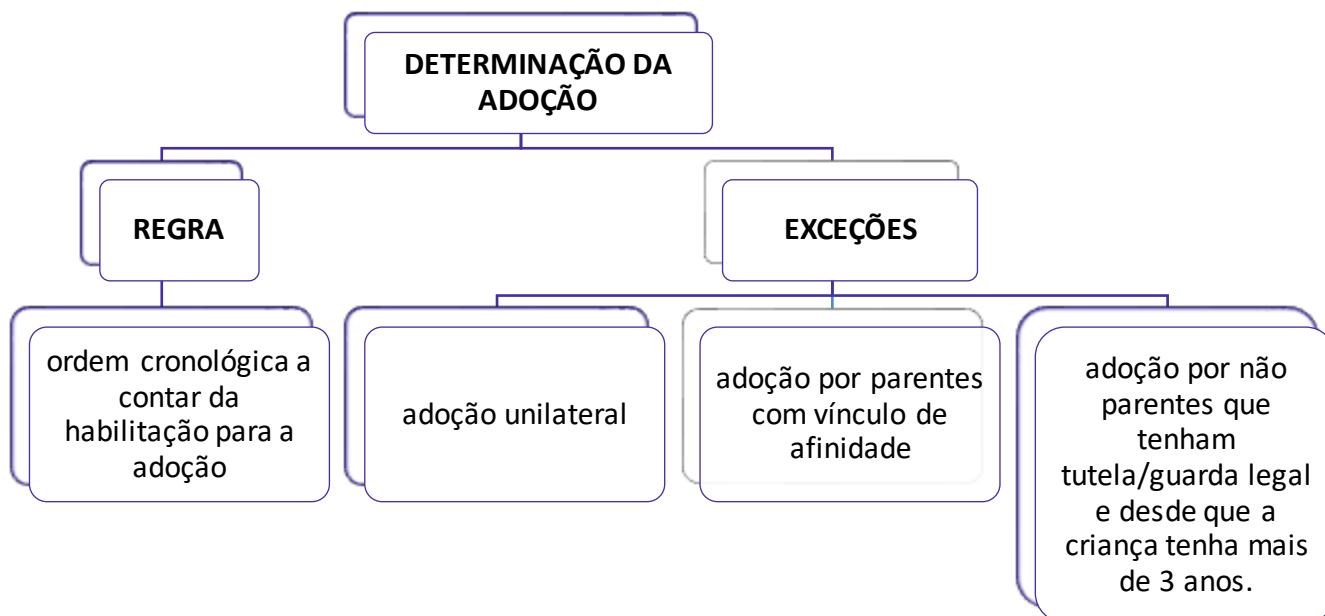 DETERMINAÇÃO DA
ADOÇÃO
REGRA
EXCEÇÕES
ordem cronológica a
contar da
habilitação para a
adoção
adoção unilateral
adoção por parentes
com vínculo de
afinidade
adoção por não
parentes que
tenham
tutela/guarda legal
e desde que a
criança tenha mais
de 3 anos.